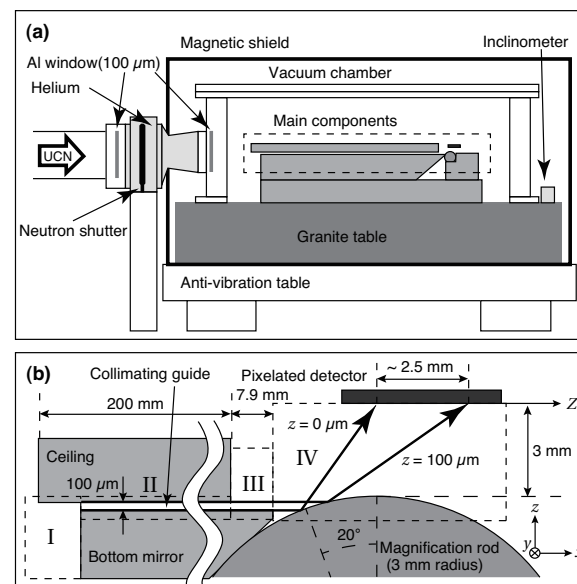 (a)
Magnetic shield
Inclinometer
Al window(100 µm)
Vacuum chamber
Helium
Main components
UCN
Neutron shutter
Granite table
Anti-vibration table
(b)
Collimating guide
Pixelated detector
~ 2.5 mm
200 mm
7.9 mm
Z
z = 0 µm
Ceiling
IV
3 mm
100 µm
II
III
z = 100 µm
I
z
20°
Bottom mirror
Magnification rod
y
x
(3 mm radius)